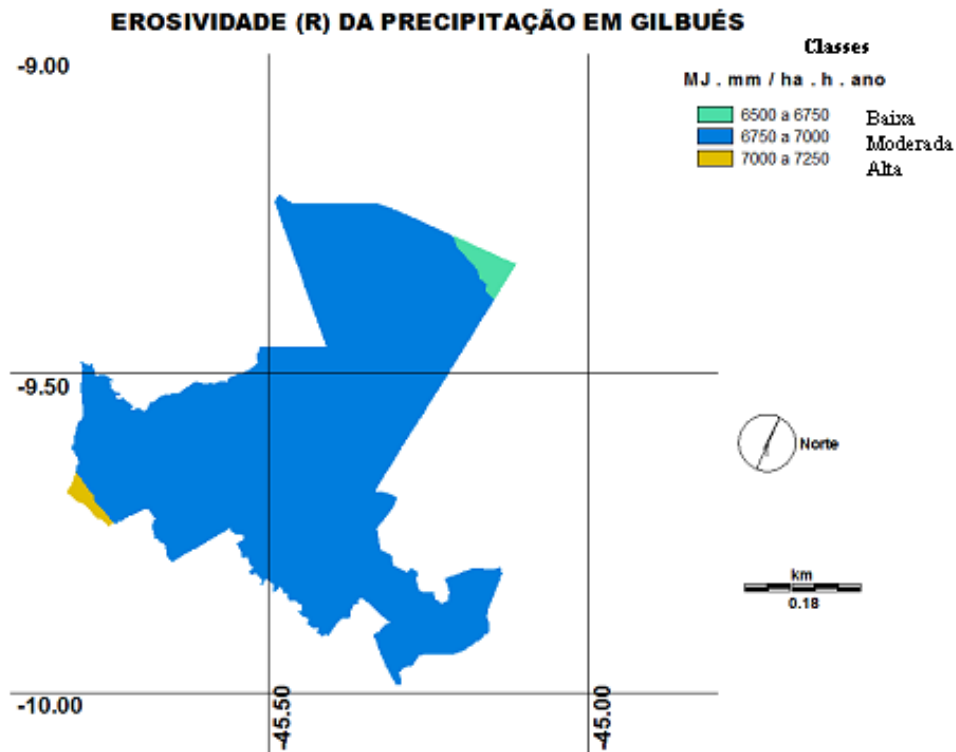 EROSIVIDADE (R) DA PRECIPITAÇÃO EM GILBUÉS
Classes
MJ . mm / ha . h . ano
6500 a 6750 Baixa
6750 a 7000 Moderada
7000 a 7250 Alta
-9.00
-9.50
Norte
km
0.18
-10.00
-45.50
-45.00